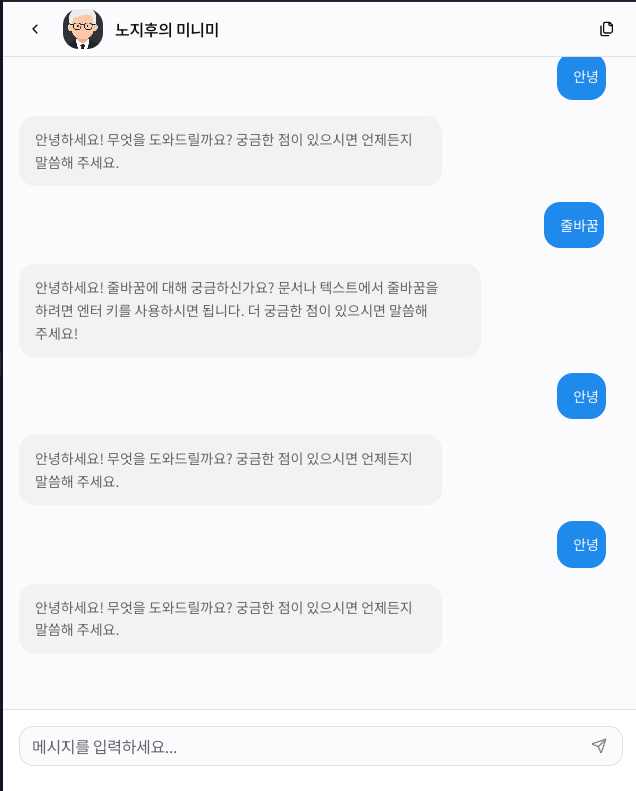 노지후의 미니미
안녕
안녕하세요! 무엇을 도와드릴까요? 궁금한 점이 있으시면 언제든지
말씀해 주세요.
줄바꿈
안녕하세요! 줄바꿈에 대해 궁금하신가요? 문서나 텍스트에서 줄바꿈을
하려면 엔터 키를 사용하시면 됩니다. 더 궁금한 점이 있으시면 말씀해
주세요!
안녕
안녕하세요! 무엇을 도와드릴까요? 궁금한 점이 있으시면 언제든지
말씀해 주세요.
안녕
안녕하세요! 무엇을 도와드릴까요? 궁금한 점이 있으시면 언제든지
말씀해 주세요.
메시지를 입력하세요...